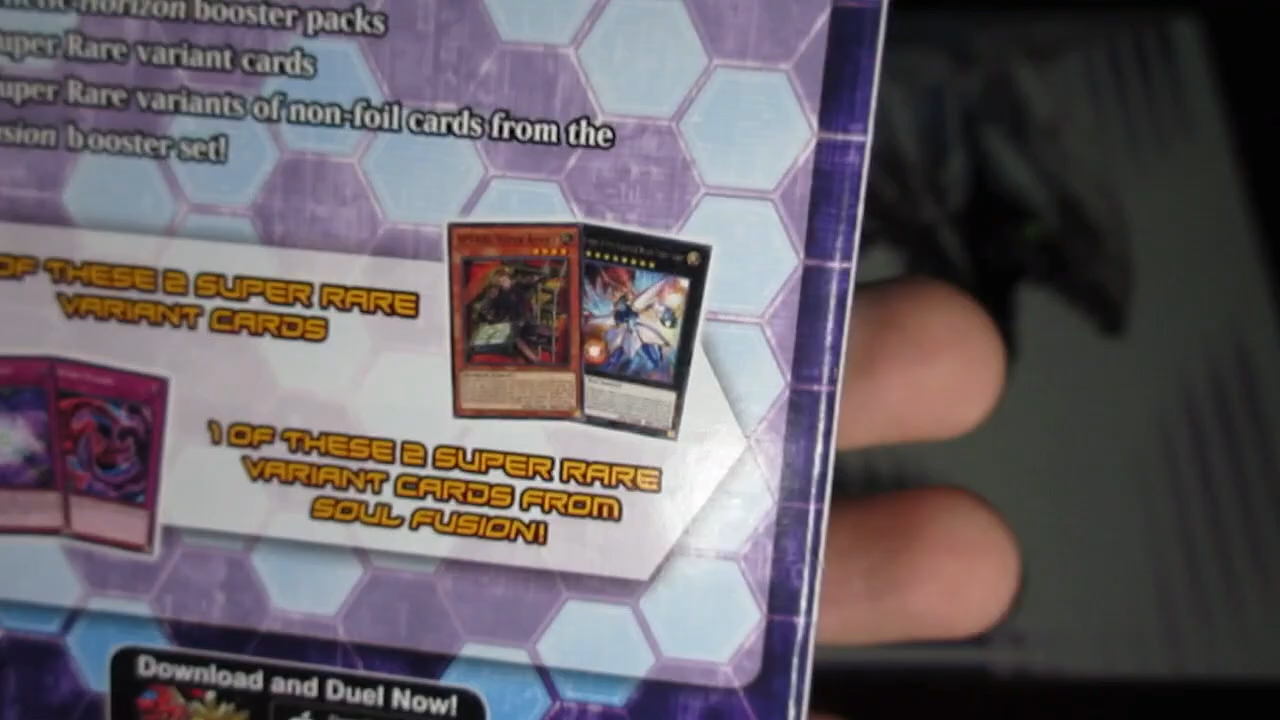 Horizon booster packs
uper Rare variant cards
uper Rare variants of non-foil cards from the
sion booster set!
OF THESE 2 SUPER RARE
VARIANT CARDS
1 OF THESE 2 SUPER RARE
VARIANT CARDS FROM
SOUL FUSION!
Download and Duel Now!